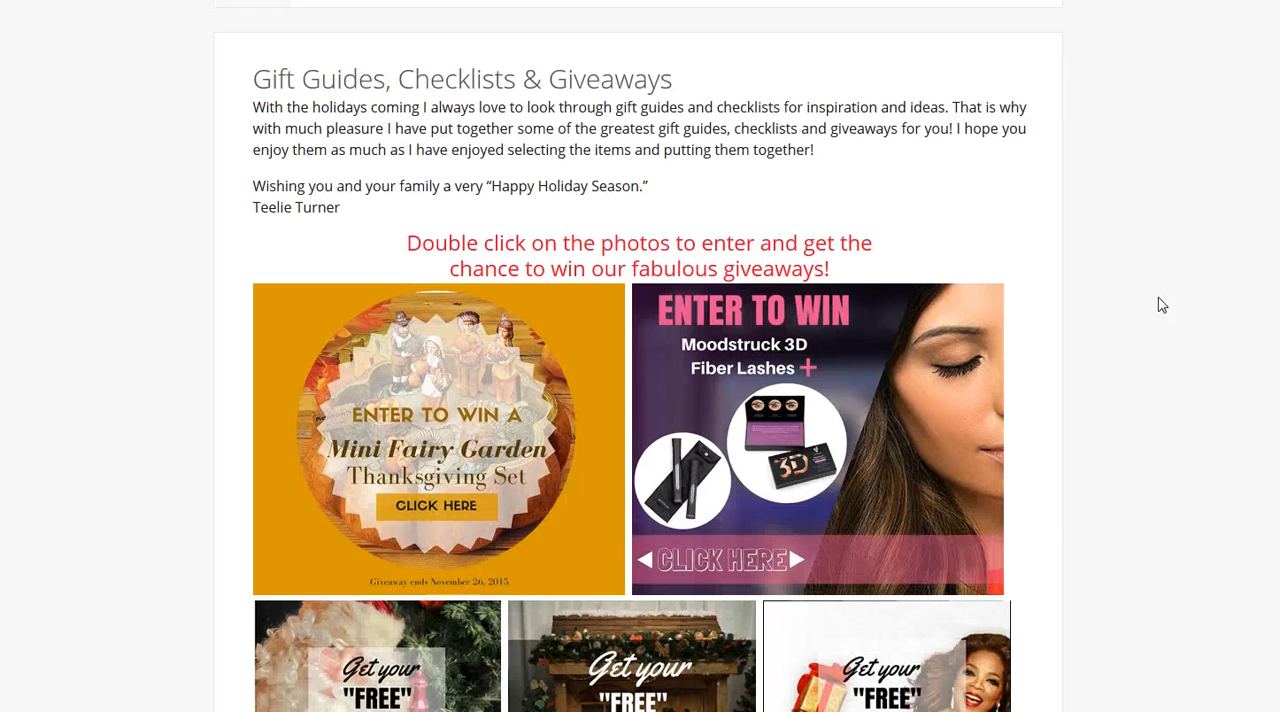 Gift Guides, Checklists & Giveaways
With the holidays coming I always love to look through gift guides and checklists for inspiration and ideas. That is why
with much pleasure I have put together some of the greatest gift guides, checklists and giveaways for you! I hope you
enjoy them as much as I have enjoyed selecting the items and putting them together!
Wishing you and your family a very “Happy Holiday Season.”
Teelie Turner
Double click on the photos to enter and get the
chance to win our fabulous giveaways!
ENTER TO WIN A
Mini Fairy Garden
Thanksgiving Set
CLICK HERE
Giveaway ends November 26, 2015
ENTER TO WIN
Moodstruck 3D
Fiber Lashes +
3D
CLICK HERE
Get your
"FREE"
Get your
"FREE"
Get your
"FREE"